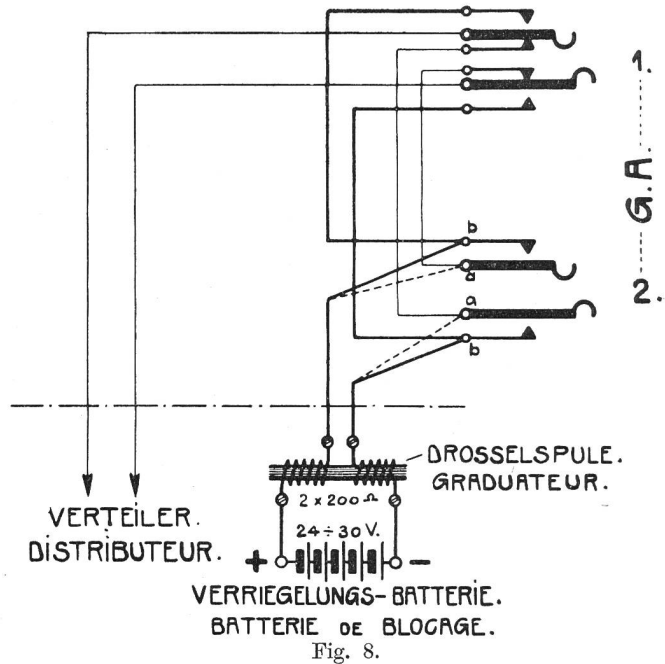 1.
G.A.
2.
b
a
a
b
DROSSELSPULE.
GRADUATEUR.
2 x 200 Ω
24÷30 V.
+ −
VERTEILER.
DISTRIBUTEUR.
VERRIEGELUNGS-BATTERIE.
BATTERIE DE BLOCAGE.
Fig. 8.